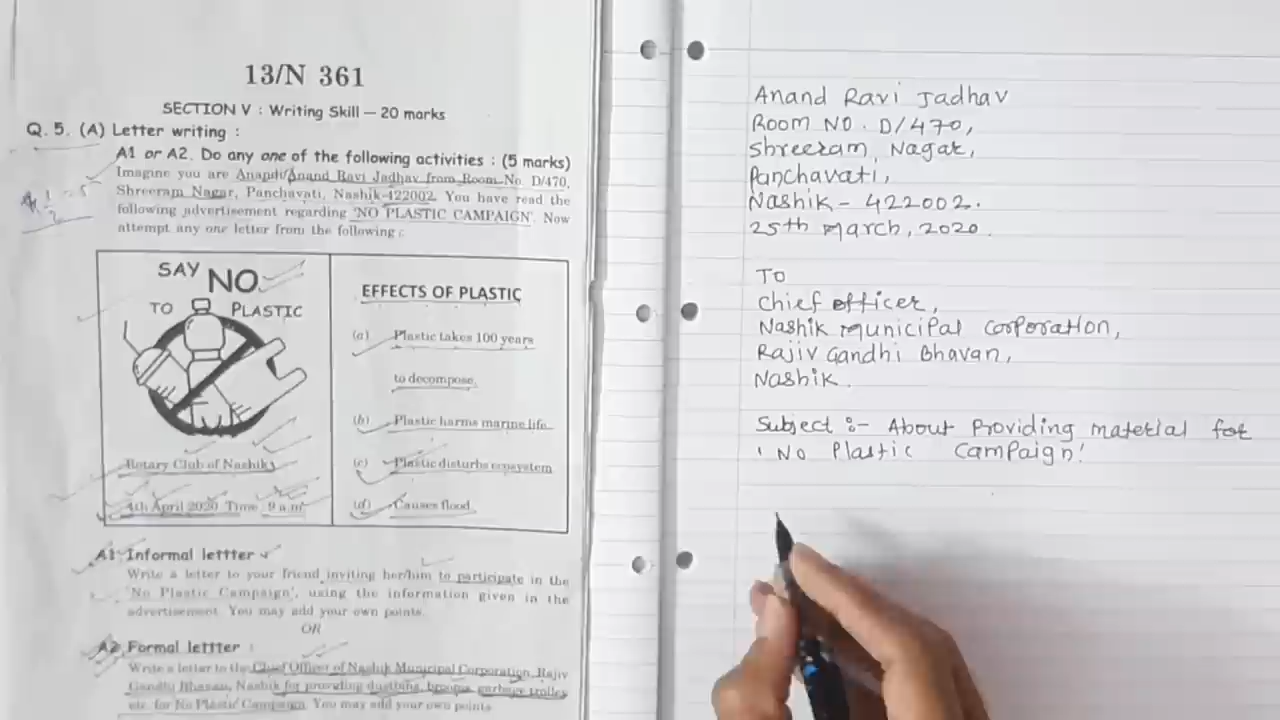 13/N 361
SECTION V : Writing Skill — 20 marks
Q. 5. (A) Letter writing :
A1 or A2. Do any one of the following activities : (5 marks)
Imagine you are Anandi/Anand Ravi Jadhav from Room No. D/470,
Shreeram Nagar, Panchavati, Nashik-422002. You have read the
following advertisement regarding 'NO PLASTIC CAMPAIGN'. Now
attempt any one letter from the following :
SAY NO
TO PLASTIC
Rotary Club of Nashik
4th April 2020 Time 9 a.m.
EFFECTS OF PLASTIC
(a) Plastic takes 100 years
to decompose.
(b) Plastic harms marine life.
(c) Plastic disturbs ecosystem
(d) Causes flood.
A1 Informal lettter
Write a letter to your friend inviting her/him to participate in the
'No Plastic Campaign', using the information given in the
advertisement. You may add your own points.
OR
A2 Formal lettter :
Write a letter to the Chief Officer of Nashik Municipal Corporation, Rajiv
Gandhi Bhavan, Nashik for providing dustbins, brooms, garbage trolley
etc. for No Plastic Campaign. You may add your own points
Anand Ravi Jadhav
Room No. D/470,
Shreeram Nagar,
Panchavati,
Nashik - 422002.
25th March, 2020.
To
Chief officer,
Nashik Municipal Corporation,
Rajiv Gandhi Bhavan,
Nashik.
Subject :- About Providing material for
' No Plastic Campaign!